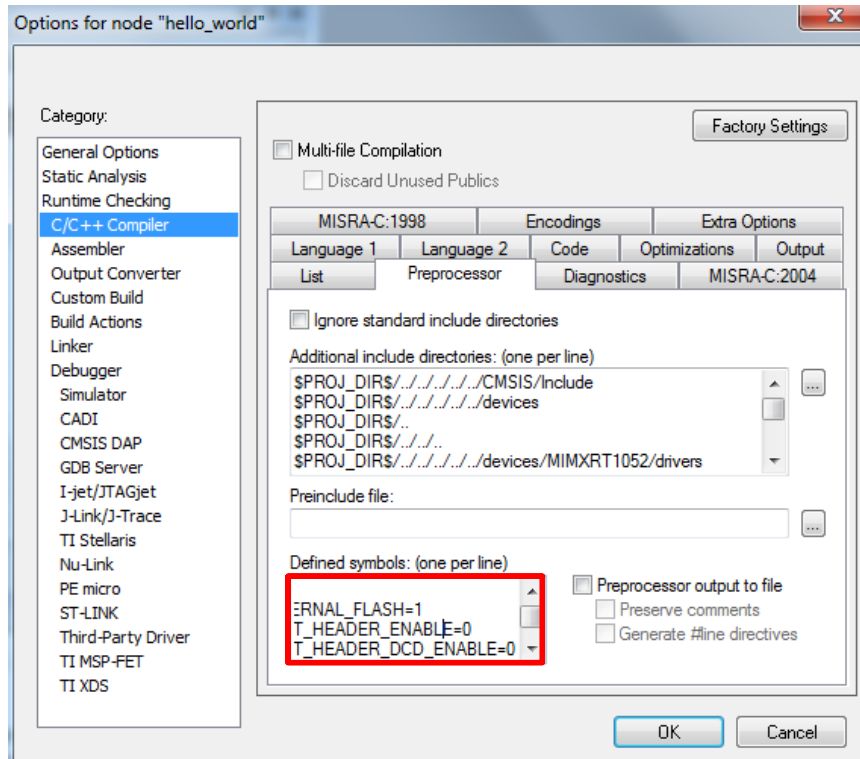 Options for node "hello_world"
Category:
General Options
Static Analysis
Runtime Checking
C/C++ Compiler
Assembler
Output Converter
Custom Build
Build Actions
Linker
Debugger
Simulator
CADI
CMSIS DAP
GDB Server
I-jet/JTAGjet
J-Link/J-Trace
TI Stellaris
Nu-Link
PE micro
ST-LINK
Third-Party Driver
TI MSP-FET
TI XDS
Factory Settings
Multi-file Compilation
Discard Unused Publics
MISRA-C:1998 Encodings Extra Options
Language 1 Language 2 Code Optimizations Output
List Preprocessor Diagnostics MISRA-C:2004
Ignore standard include directories
Additional include directories: (one per line)
$PROJ_DIR$/../../../../../CMSIS/Include
$PROJ_DIR$/../../../../../devices
$PROJ_DIR$/..
$PROJ_DIR$/../../..
$PROJ_DIR$/../../../../../devices/MIMXRT1052/drivers
...
Preinclude file:
...
Defined symbols: (one per line)
ERNAL_FLASH=1
T_HEADER_ENABLE=0
T_HEADER_DCD_ENABLE=0
Preprocessor output to file
Preserve comments
Generate #line directives
OK Cancel